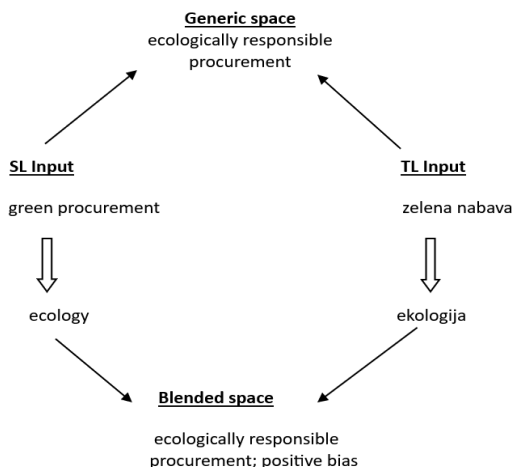 Generic space
ecologically responsible
procurement
SL Input
TL Input
green procurement
zelena nabava
ecology
ekologija
Blended space
ecologically responsible
procurement; positive bias